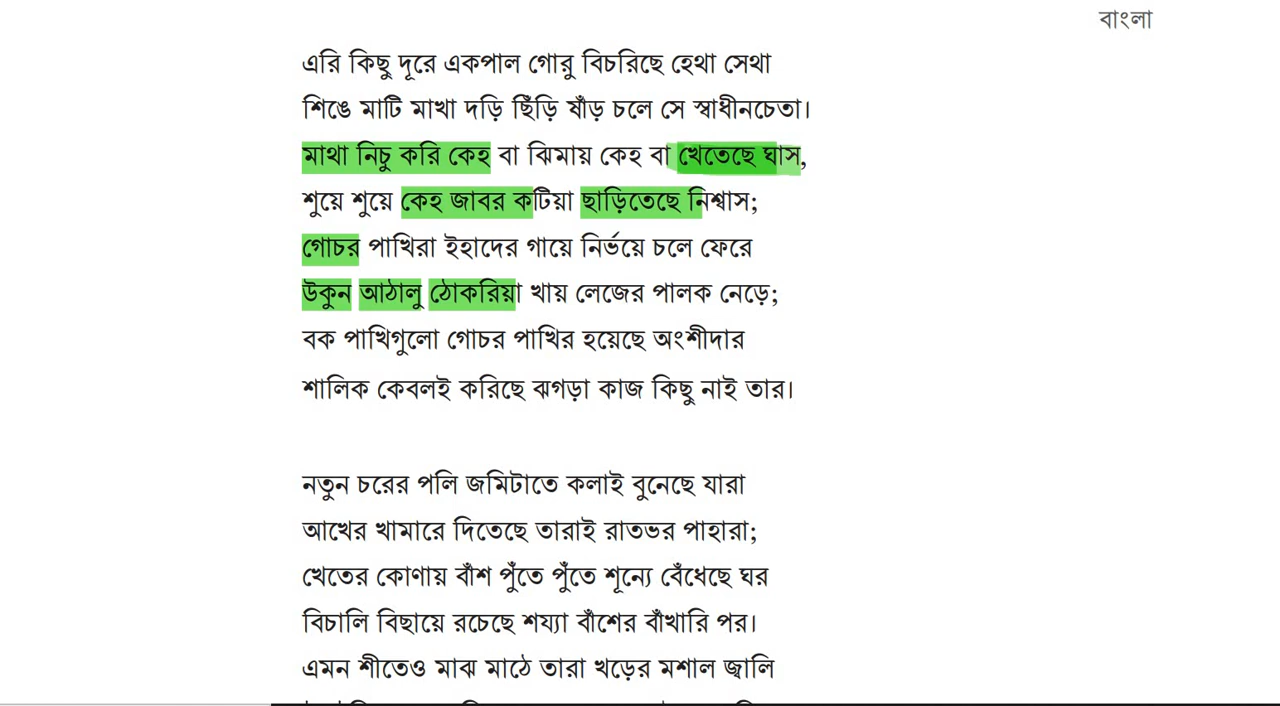 বাংলা
এরি কিছু দূরে একপাল গোরু বিচরিছে হেথা সেথা
শিঙে মাটি মাখা দড়ি ছিঁড়ি ষাঁড় চলে সে স্বাধীনচেতা।
মাথা নিচু করি কেহ বা ঝিমায় কেহ বা খেতেছে ঘাস,
শুয়ে শুয়ে কেহ জাবর কটিয়া ছাড়িতেছে নিশ্বাস;
গোচর পাখিরা ইহাদের গায়ে নির্ভয়ে চলে ফেরে
উকুন আঠালু ঠোকরিয়া খায় লেজের পালক নেড়ে;
বক পাখিগুলো গোচর পাখির হয়েছে অংশীদার
শালিক কেবলই করিছে ঝগড়া কাজ কিছু নাই তার।
নতুন চরের পলি জমিটাতে কলাই বুনেছে যারা
আখের খামারে দিতেছে তারাই রাতভর পাহারা;
খেতের কোণায় বাঁশ পুঁতে পুঁতে শূন্যে বেঁধেছে ঘর
বিচালি বিছায়ে রচেছে শয্যা বাঁশের বাঁখারি পর।
এমন শীতেও মাঝ মাঠে তারা খড়ের মশাল জ্বালি